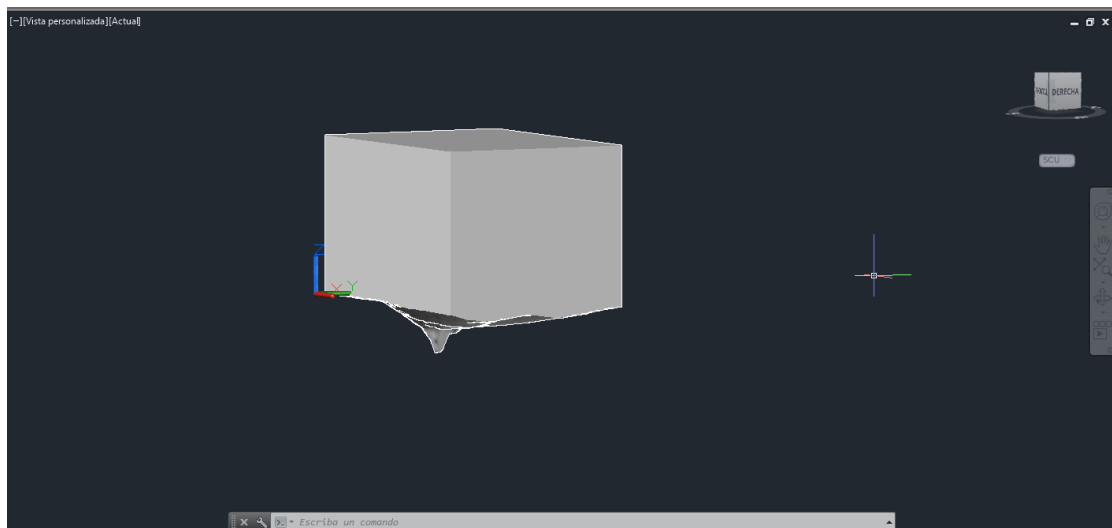 [−][Vista personalizada][Actual]
DERECHA
SCU
Z
X Y
Escriba un comando